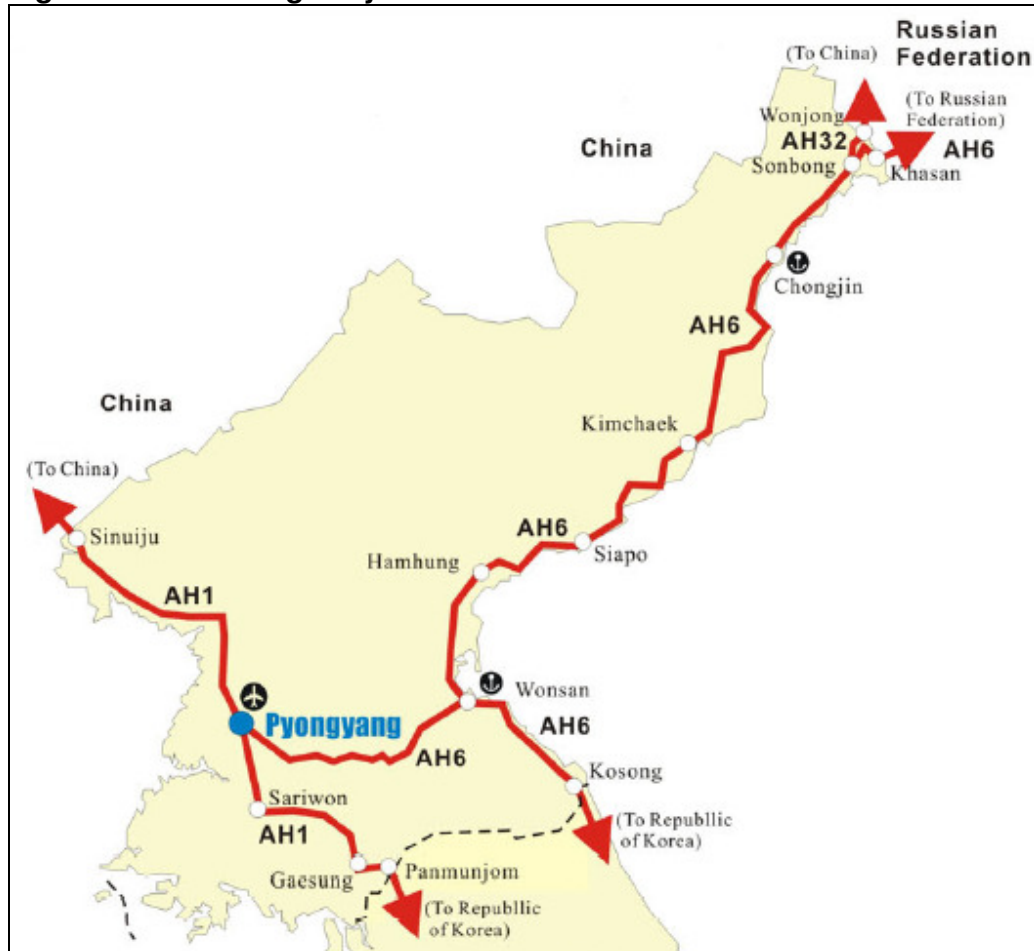 Russian
Federation
(To China)
(To Russian
Federation)
Wonjong
AH32
AH6
China
Sonbong
Khasan
Chongjin
AH6
China
Kimchaek
(To China)
Sinuiju
AH6
Siapo
Hamhung
AH1
Wonsan
Pyongyang
AH6
AH6
Kosong
Sariwon
AH1
(To Republlic
of Korea)
Gaesung
Panmunjom
(To Republlic
of Korea)